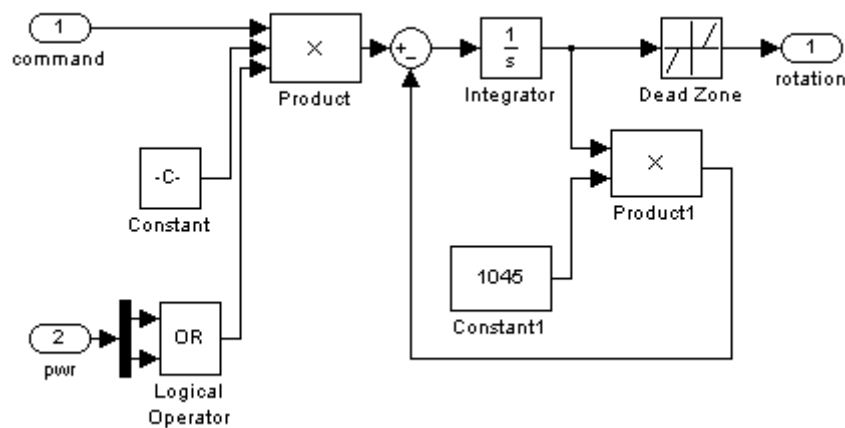 1
command
×
Product
+
−
1
s
Integrator
Dead Zone
1
rotation
-C-
Constant
×
Product1
1045
Constant1
2
pwr
OR
Logical
Operator